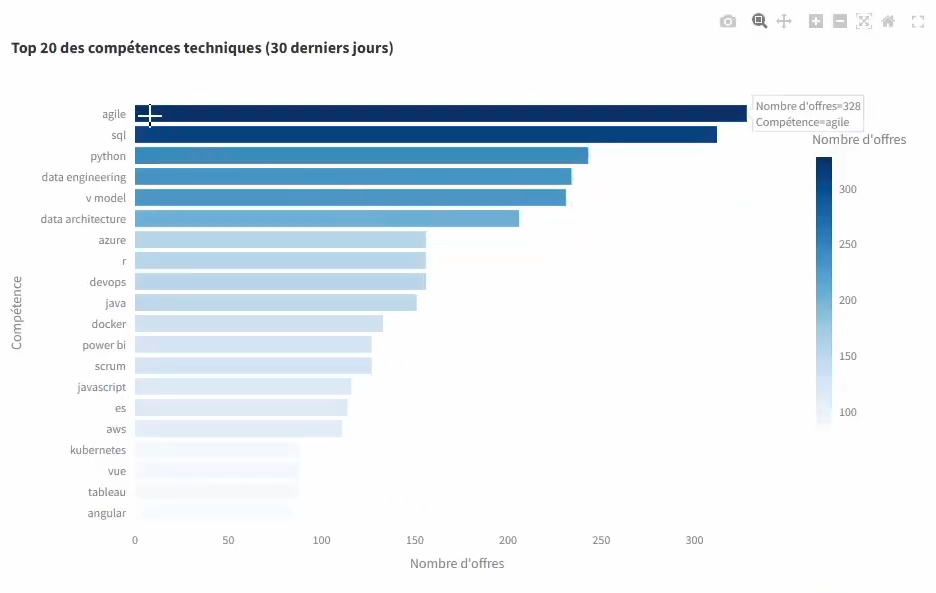 Top 20 des compétences techniques (30 derniers jours)
agile
sql
python
data engineering
v model
data architecture
azure
r
devops
java
docker
power bi
scrum
javascript
es
aws
kubernetes
vue
tableau
angular
Compétence
0 50 100 150 200 250 300
Nombre d'offres
Nombre d'offres=328
Compétence=agile
Nombre d'offres
300
250
200
150
100